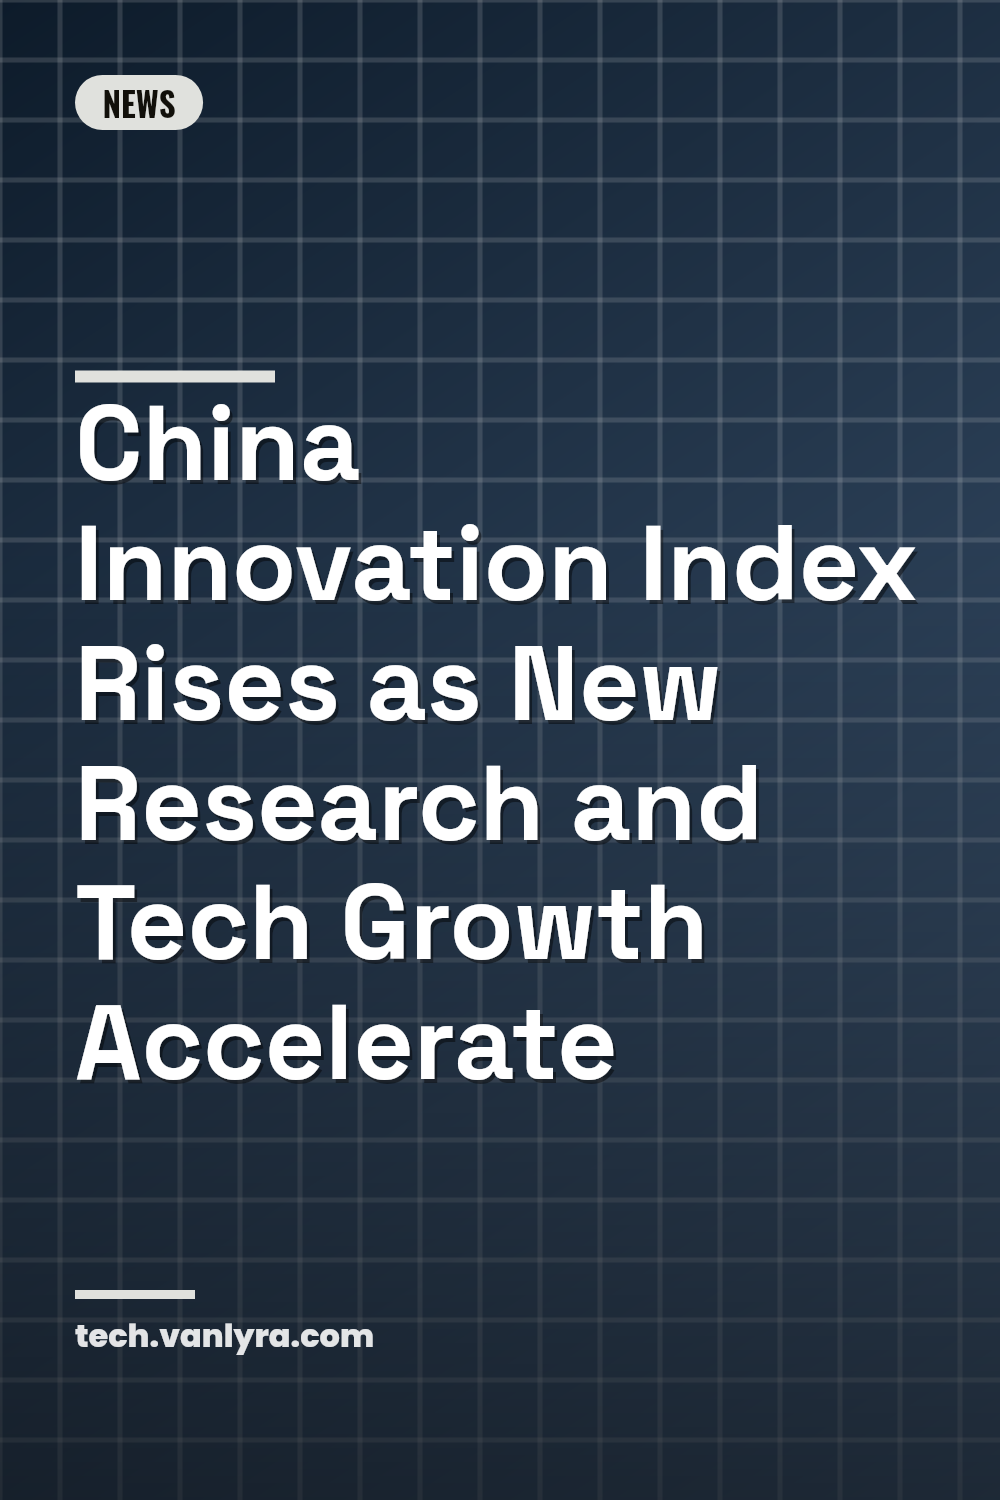 NEWS
China
Innovation Index
Rises as New
Research and
Tech Growth
Accelerate
tech.vanlyra.com